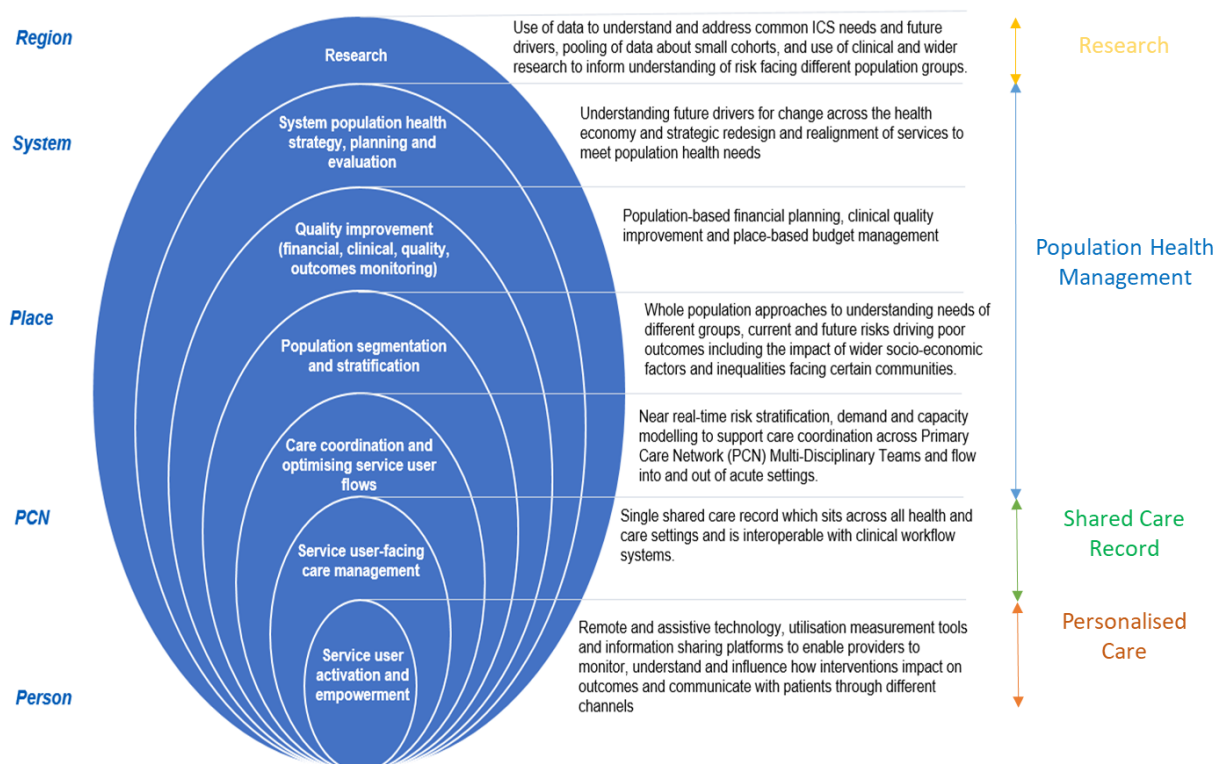 Region
Research
Use of data to understand and address common ICS needs and future
drivers, pooling of data about small cohorts, and use of clinical and wider
research to inform understanding of risk facing different population groups.
Research
System
System population health
strategy, planning and
evaluation
Understanding future drivers for change across the health
economy and strategic redesign and realignment of services to
meet population health needs
Quality improvement
(financial, clinical, quality,
outcomes monitoring)
Population-based financial planning, clinical quality
improvement and place-based budget management
Population Health
Management
Place
Population segmentation
and stratification
Whole population approaches to understanding needs of
different groups, current and future risks driving poor
outcomes including the impact of wider socio-economic
factors and inequalities facing certain communities.
Care coordination and
optimising service user
flows
Near real-time risk stratification, demand and capacity
modelling to support care coordination across Primary
Care Network (PCN) Multi-Disciplinary Teams and flow
into and out of acute settings.
PCN
Service user-facing
care management
Single shared care record which sits across all health and
care settings and is interoperable with clinical workflow
systems.
Shared Care
Record
Person
Service user
activation and
empowerment
Remote and assistive technology, utilisation measurement tools
and information sharing platforms to enable providers to
monitor, understand and influence how interventions impact on
outcomes and communicate with patients through different
channels
Personalised
Care